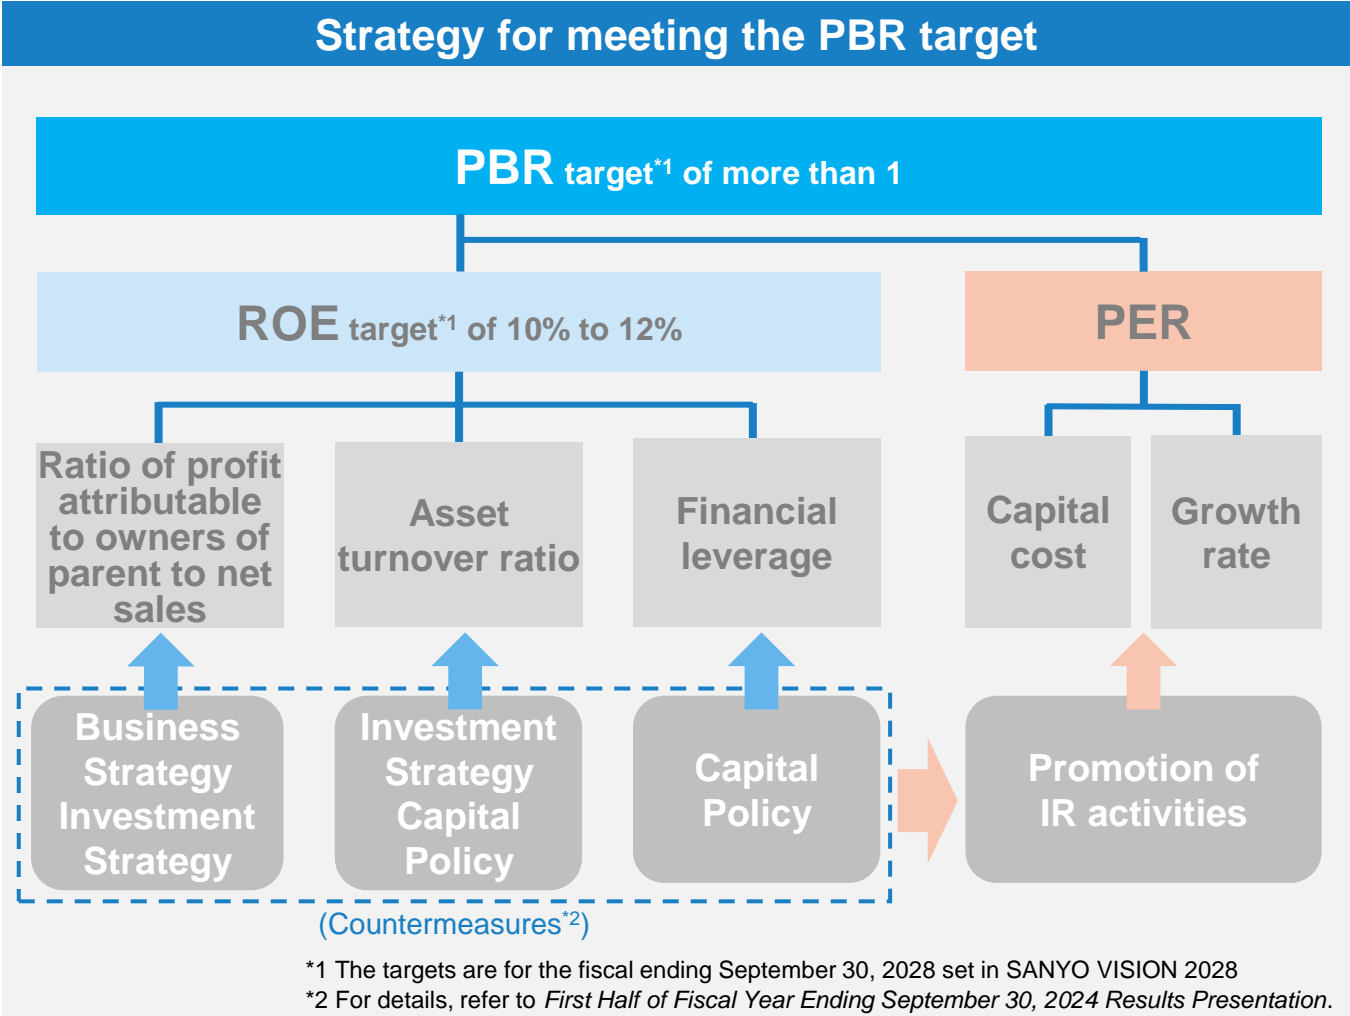 Strategy for meeting the PBR target
PBR target*1 of more than 1
ROE target*1 of 10% to 12%
PER
Ratio of profit
attributable
to owners of
parent to net
sales
Asset
turnover ratio
Financial
leverage
Capital
cost
Growth
rate
Business
Strategy
Investment
Strategy
Investment
Strategy
Capital
Policy
Capital
Policy
Promotion of
IR activities
(Countermeasures*2)
*1 The targets are for the fiscal ending September 30, 2028 set in SANYO VISION 2028
*2 For details, refer to First Half of Fiscal Year Ending September 30, 2024 Results Presentation.